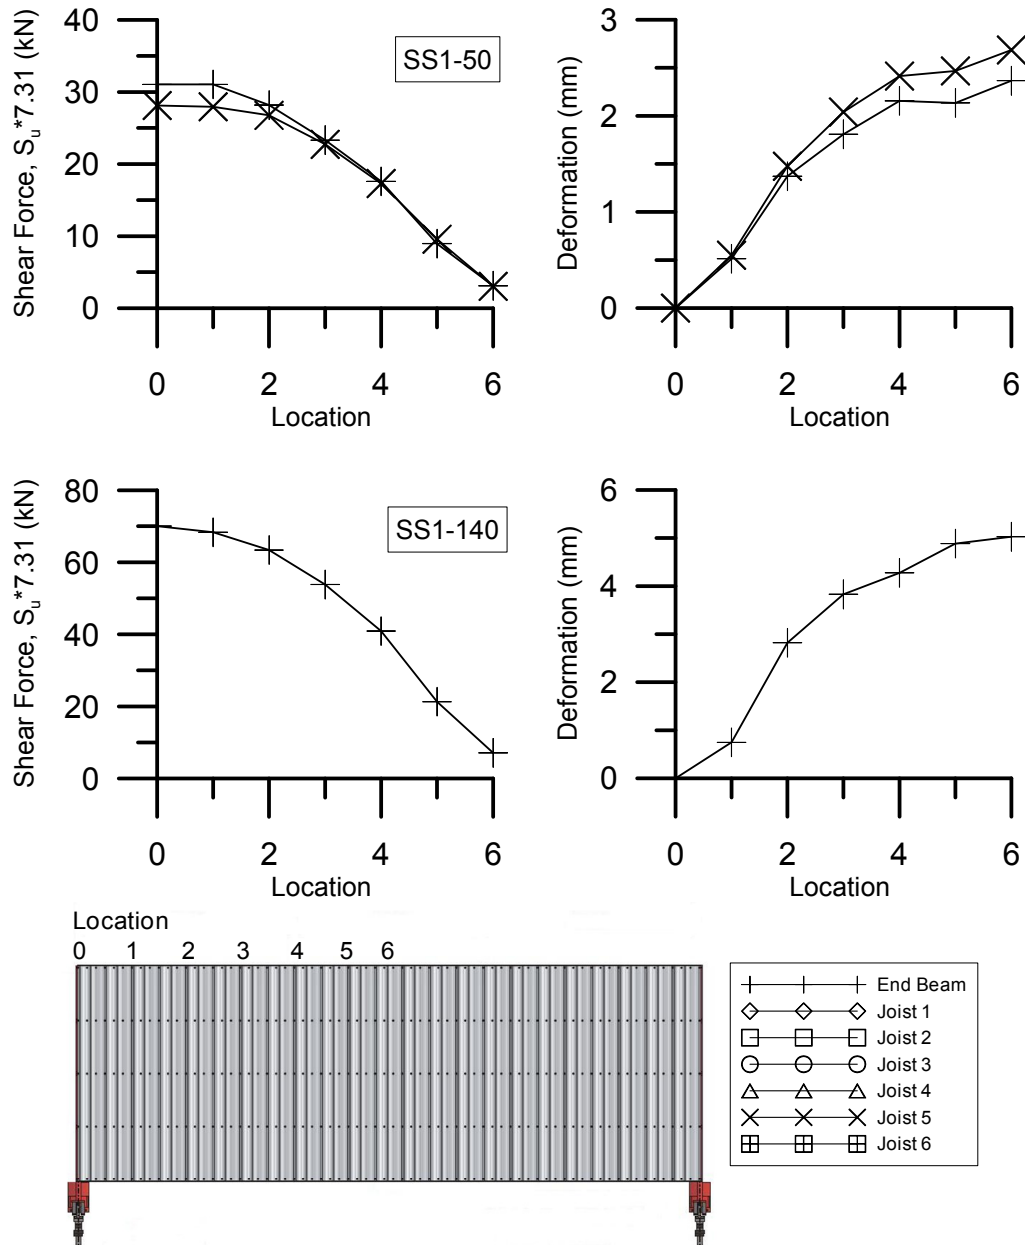 Shear Force, Su*7.31 (kN)
40
30
20
10
0
0 2 4 6
Location
SS1-50
Deformation (mm)
3
2
1
0
0 2 4 6
Location
Shear Force, Su*7.31 (kN)
80
60
40
20
0
0 2 4 6
Location
SS1-140
Deformation (mm)
6
4
2
0
0 2 4 6
Location
Location
0 1 2 3 4 5 6
End Beam
Joist 1
Joist 2
Joist 3
Joist 4
Joist 5
Joist 6